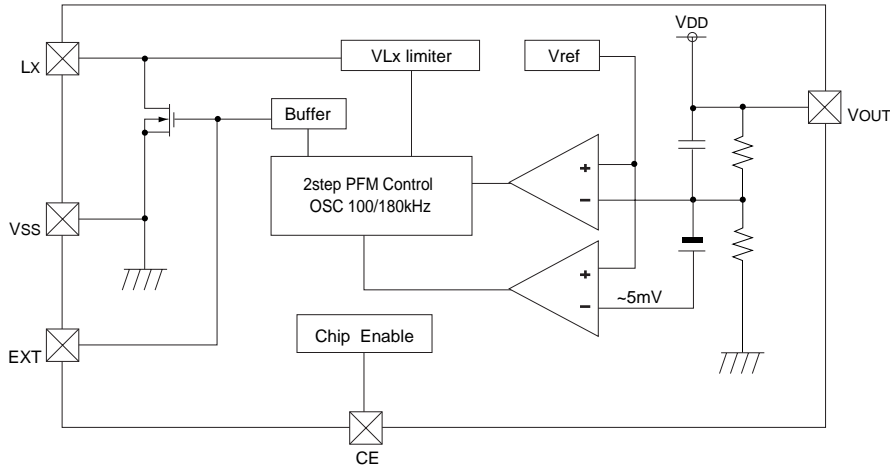 VDD
LX
VLx limiter
Vref
Buffer
VOUT
+
2step PFM Control
OSC 100/180kHz
−
VSS
+
−
~5mV
Chip Enable
EXT
CE